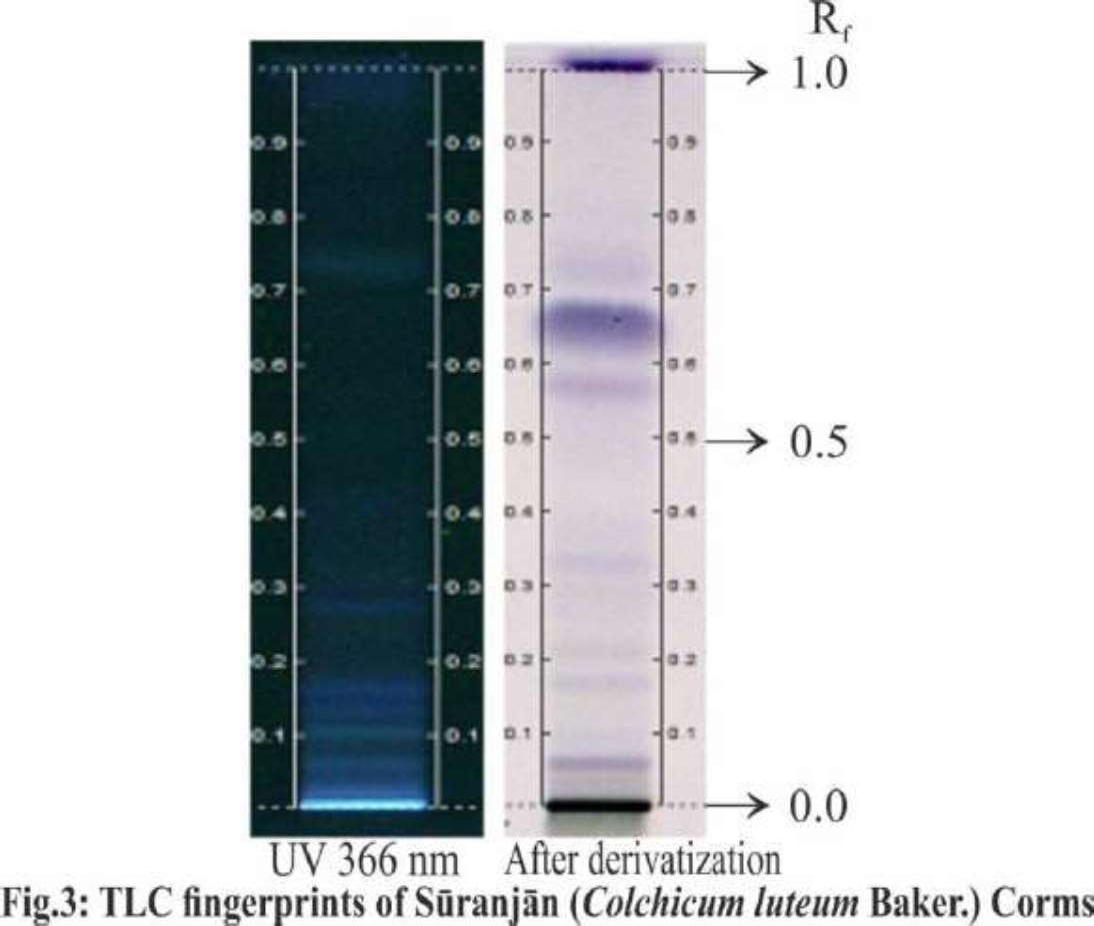 Rf
1.0
0.9 0.9 0.9 0.9
0.8 0.8 0.8 0.8
0.7 0.7 0.7 0.7
0.6 0.6 0.6 0.6
0.5 0.5 0.5 0.5 0.5
0.4 0.4 0.4 0.4
0.3 0.3 0.3 0.3
0.2 0.2 0.2 0.2
0.1 0.1 0.1 0.1
0.0
UV 366 nm After derivatization
Fig.3: TLC fingerprints of Sūranjān (Colchicum luteum Baker.) Corms